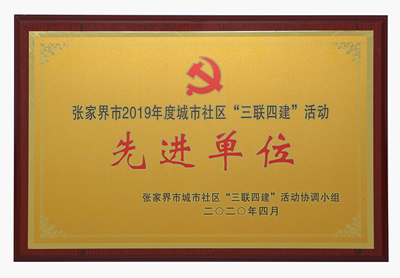 张家界市2019年度城市社区“三联四建”活动
先进单位
张家界市城市社区“三联四建”活动协调小组
二〇二〇年四月